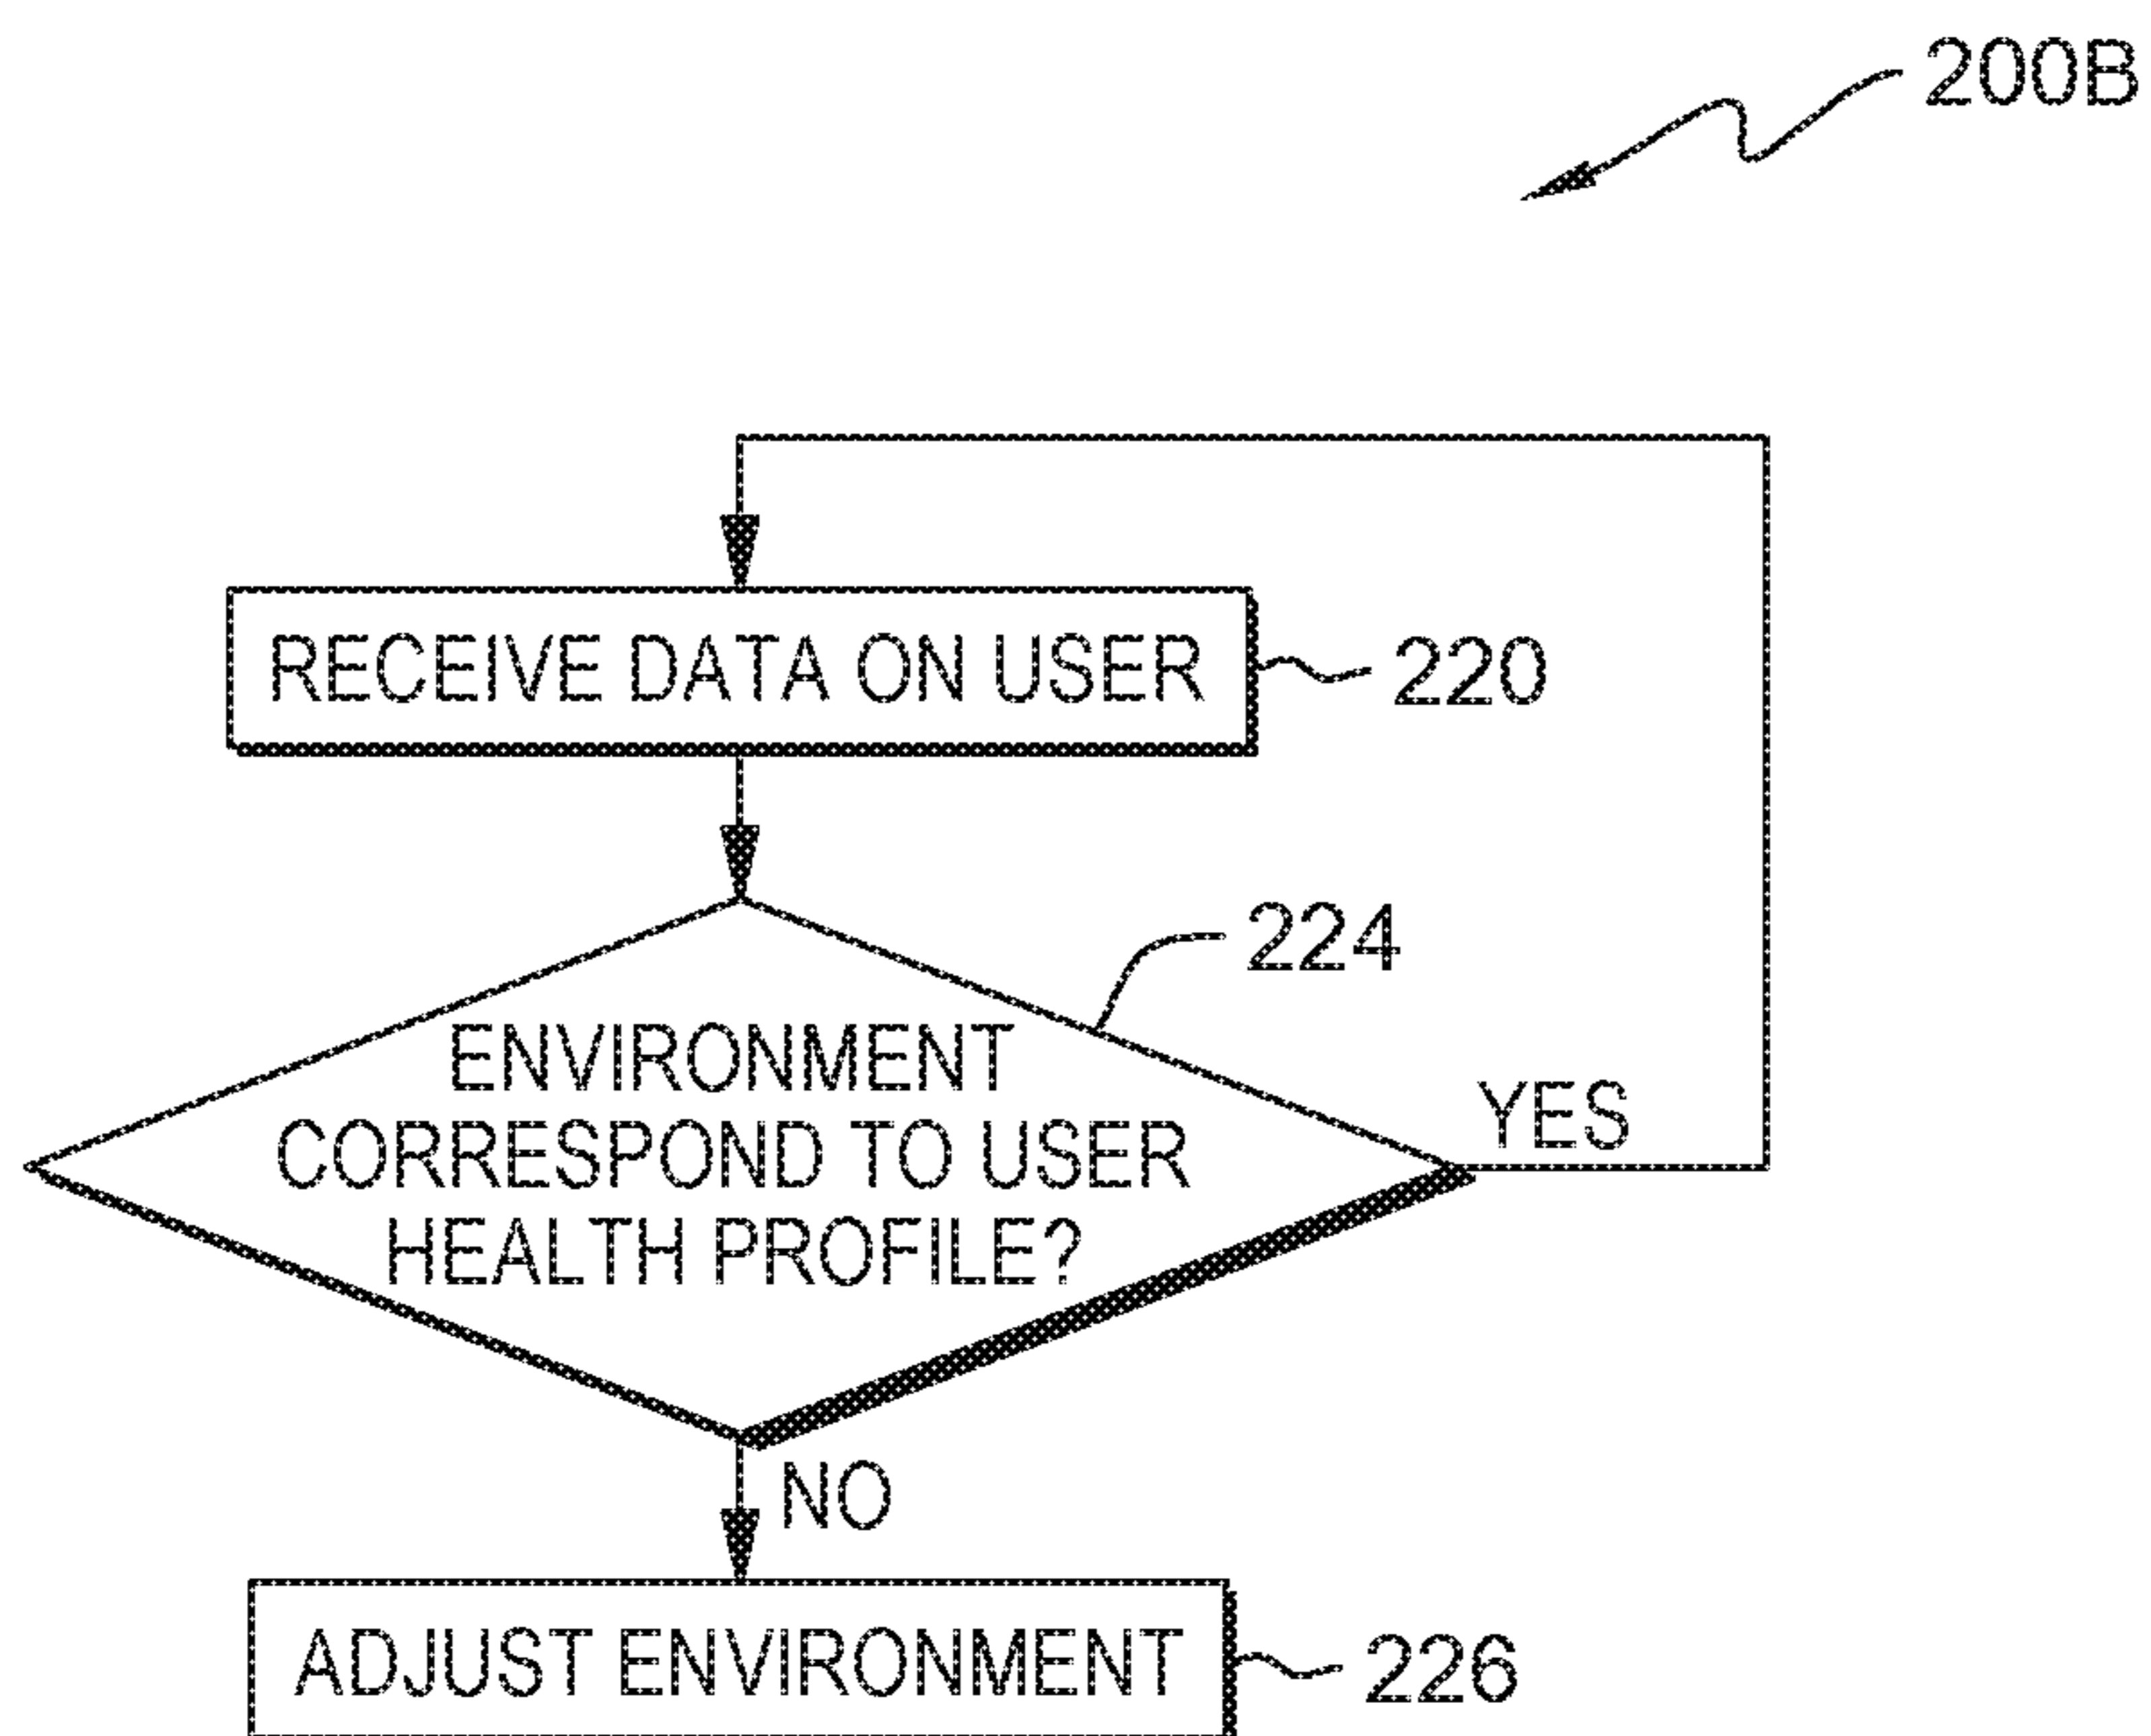 200B
RECEIVE DATA ON USER
220
224
ENVIRONMENT
CORRESPOND TO USER
HEALTH PROFILE?
YES
NO
ADJUST ENVIRONMENT
226